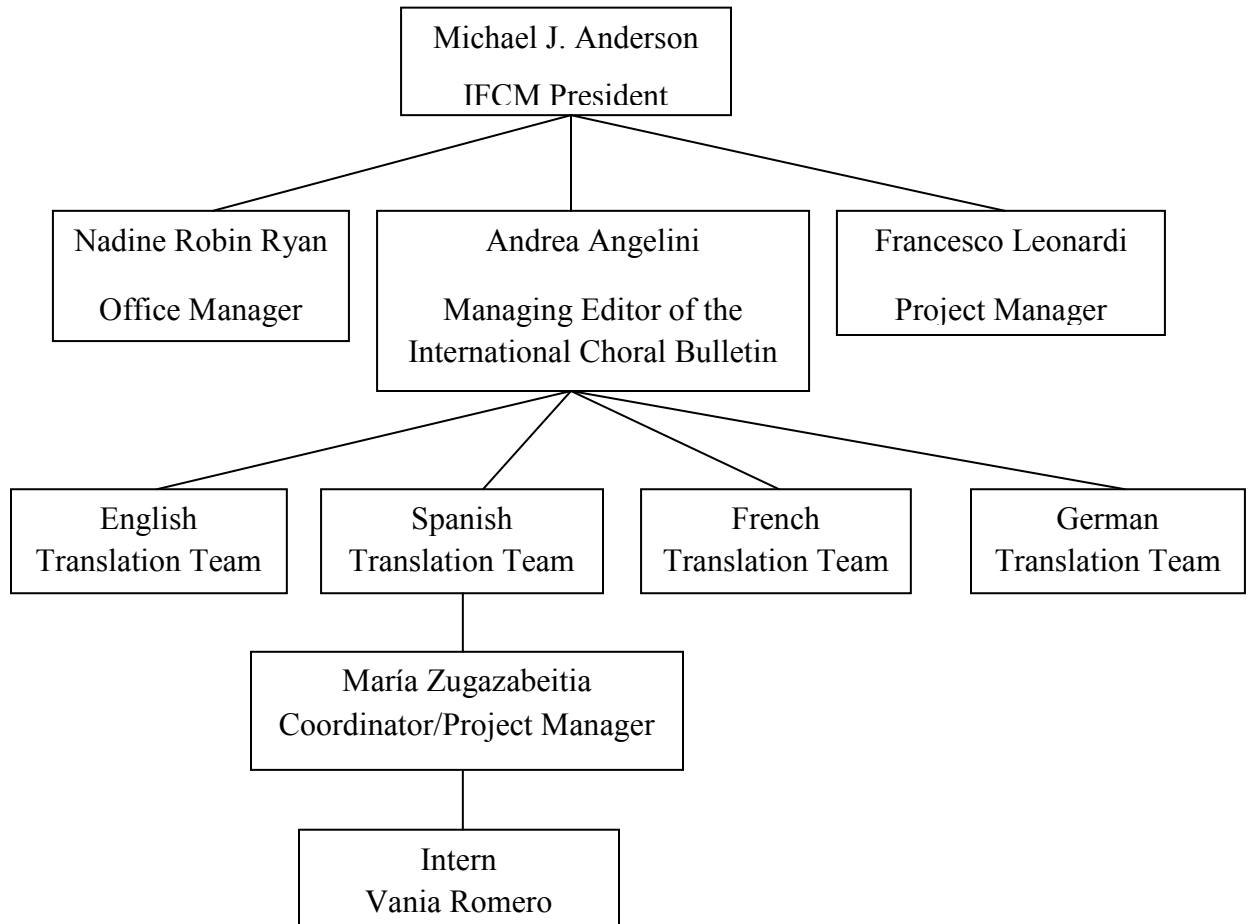 Michael J. Anderson
IFCM President
Nadine Robin Ryan
Office Manager
Andrea Angelini
Managing Editor of the
International Choral Bulletin
Francesco Leonardi
Project Manager
English
Translation Team
Spanish
Translation Team
French
Translation Team
German
Translation Team
María Zugazabeitia
Coordinator/Project Manager
Intern
Vania Romero